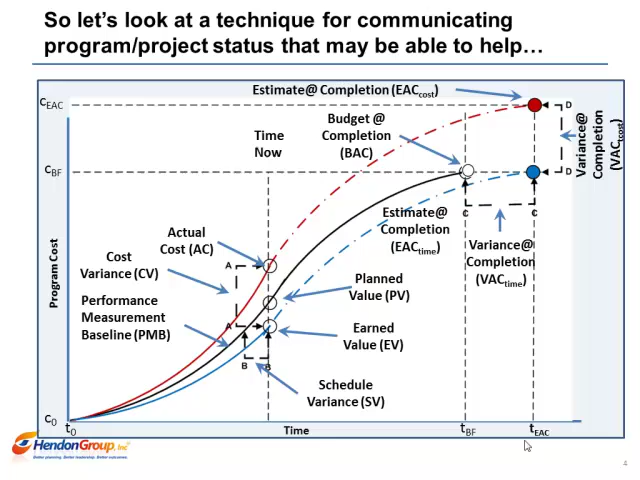 So let's look at a technique for communicating
program/project status that may be able to help…
Estimate@ Completion (EACcost)
CEAC
D
Budget @
Completion
(BAC)
Time
Now
Variance@
Completion
(VACtcost)
CBF
D
C
C
Estimate@
Completion
(EACtime)
Variance@
Completion
(VACtime)
Actual
Cost (AC)
A
Cost
Variance (CV)
Planned
Value (PV)
Performance
Measurement
Baseline (PMB)
A
Earned
Value (EV)
B
B
Schedule
Variance (SV)
Program Cost
C0
t0
Time
tBF
tEAC
HendonGroup, Inc
Better planning. Better leadership. Better outcomes.
4